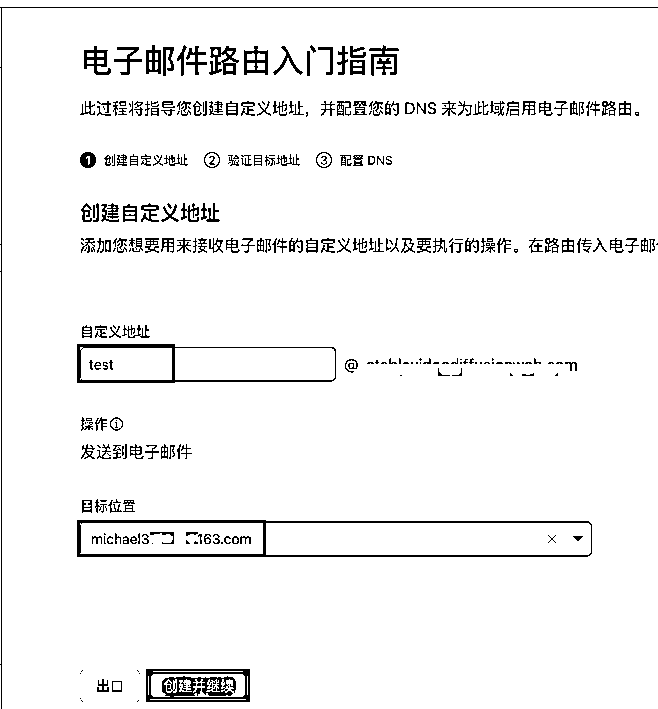 电子邮件路由入门指南
此过程将指导您创建自定义地址，并配置您的 DNS 来为此域启用电子邮件路由。
1 创建自定义地址 2 验证目标地址 3 配置 DNS
创建自定义地址
添加您想要用来接收电子邮件的自定义地址以及要执行的操作。在路由传入电子邮
自定义地址
test @
操作
发送到电子邮件
目标位置
michael3 163.com
出口 创建并继续